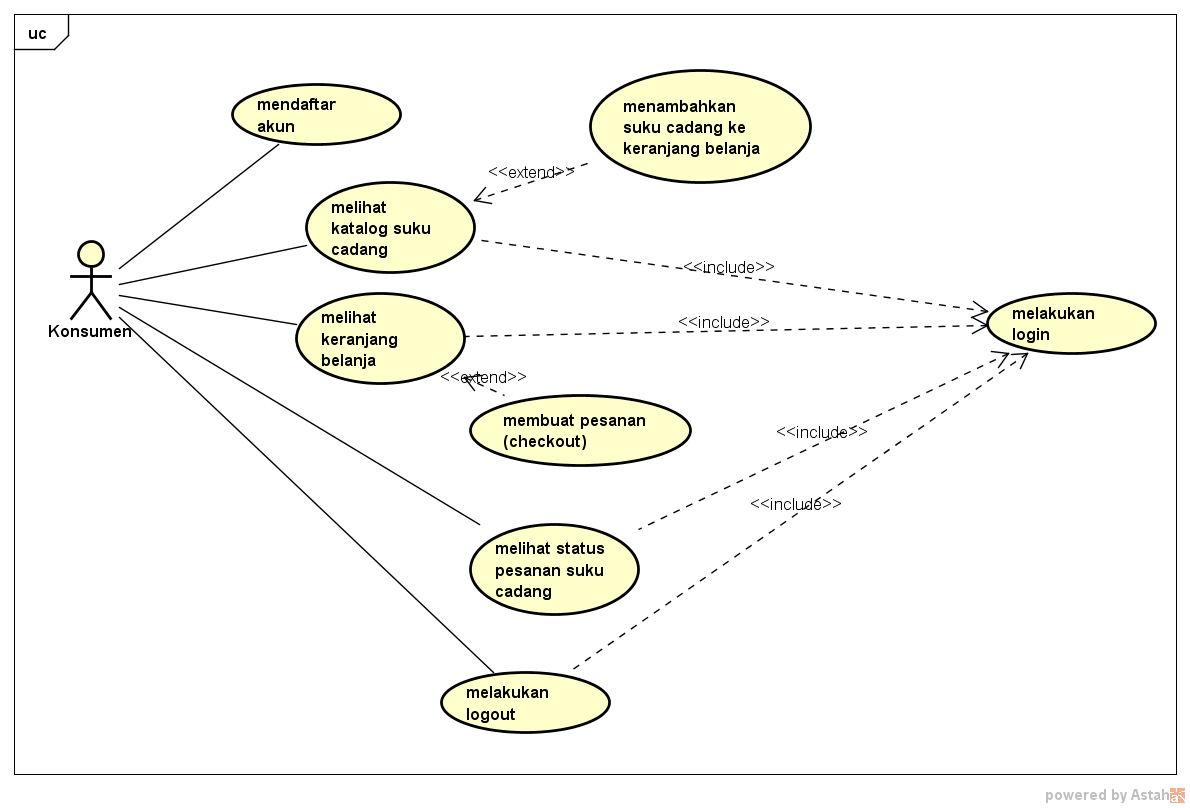 uc
mendaftar
akun
menambahkan
suku cadang ke
keranjang belanja
<<extend>>
melihat
katalog suku
cadang
<<include>>
Konsumen
melihat
keranjang
belanja
<<include>>
melakukan
login
<<extend>>
membuat pesanan
(checkout)
<<include>>
<<include>>
melihat status
pesanan suku
cadang
melakukan
logout
powered by Astah